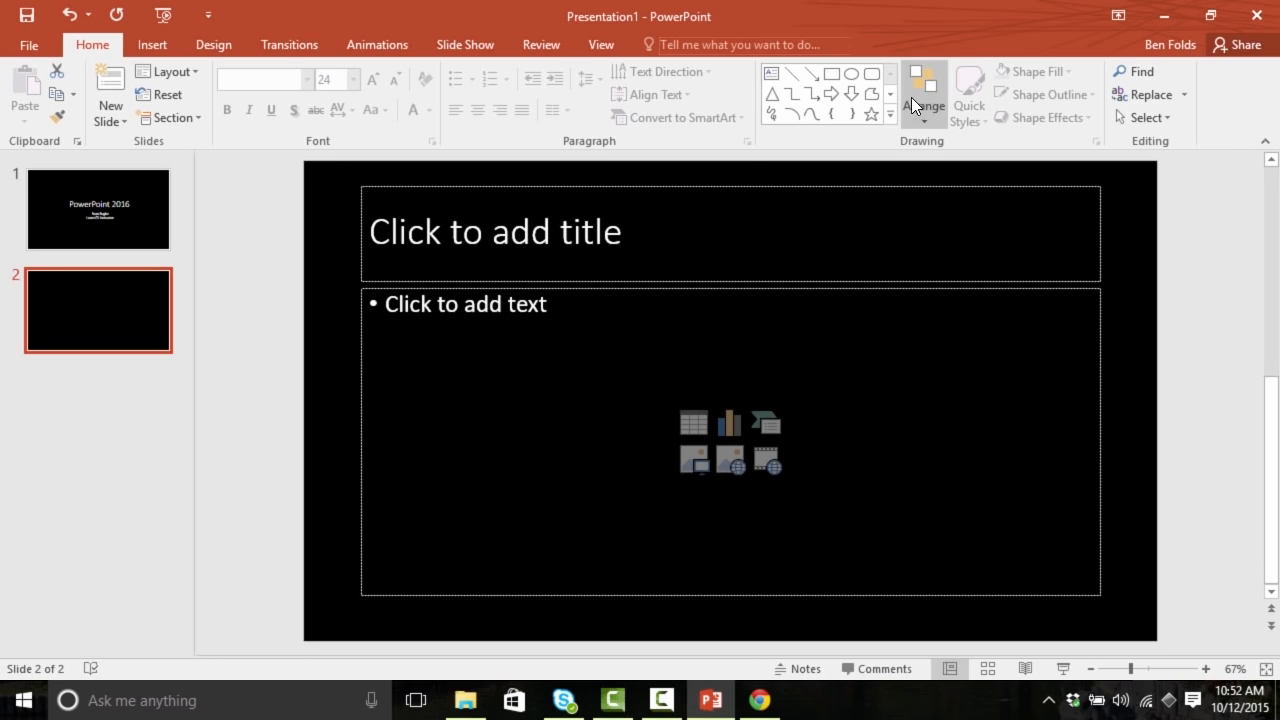 Presentation1 - PowerPoint
File Home Insert Design Transitions Animations Slide Show Review View Tell me what you want to do... Ben Folds Share
Paste
Clipboard
New Slide
Layout
Reset
Section
Slides
24
B I U S abc AV Aa A
Font
Text Direction
Align Text
Convert to SmartArt
Paragraph
Arrange
Quick Styles
Shape Fill
Shape Outline
Shape Effects
Drawing
Find
Replace
Select
Editing
1
PowerPoint 2016
2
Click to add title
• Click to add text
Slide 2 of 2
Notes
Comments
67%
Ask me anything
10:52 AM
10/12/2015